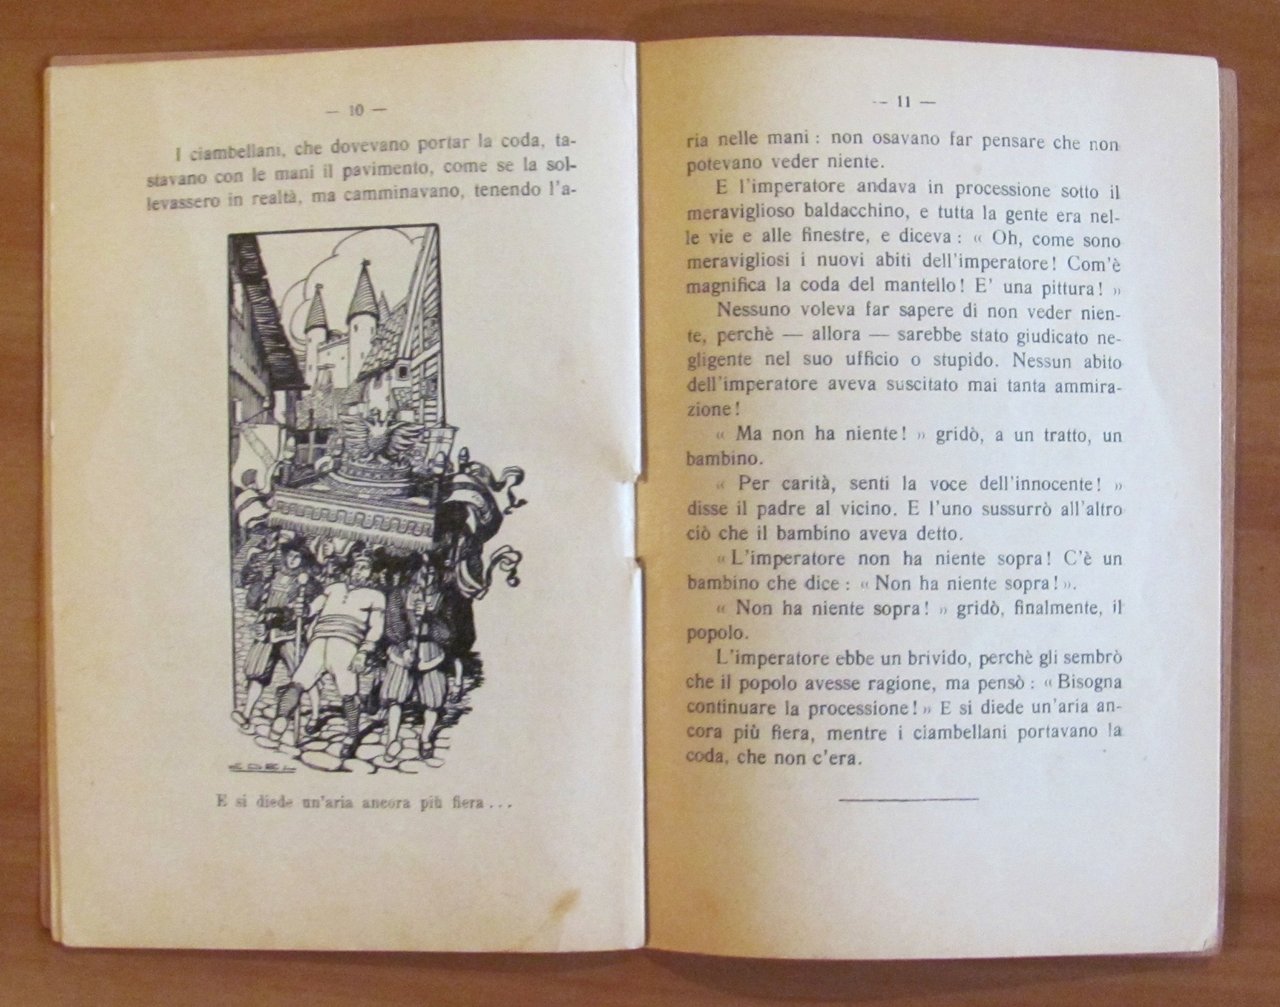 — 10 —
I ciambellani, che dovevano portar la coda, ta-
stavano con le mani il pavimento, come se la sol-
levassero in realtà, ma camminavano, tenendo l'a-
E si diede un'aria ancora più fiera...
— 11 —
ria nelle mani : non osavano far pensare che non
potevano veder niente.
E l'imperatore andava in processione sotto il
meraviglioso baldacchino, e tutta la gente era nel-
le vie e alle finestre, e diceva : « Oh, come sono
meravigliosi i nuovi abiti dell'imperatore! Com'è
magnifica la coda del mantello! E' una pittura! »
Nessuno voleva far sapere di non veder nien-
te, perchè — allora — sarebbe stato giudicato ne-
gligente nel suo ufficio o stupido. Nessun abito
dell'imperatore aveva suscitato mai tanta ammira-
zione!
« Ma non ha niente! » gridò, a un tratto, un
bambino.
« Per carità, senti la voce dell'innocente! »
disse il padre al vicino. E l'uno sussurrò all'altro
ciò che il bambino aveva detto.
« L'imperatore non ha niente sopra! C'è un
bambino che dice : « Non ha niente sopra! ».
« Non ha niente sopra! » gridò, finalmente, il
popolo.
L'imperatore ebbe un brivido, perchè gli sembrò
che il popolo avesse ragione, ma pensò : « Bisogna
continuare la processione! » E si diede un'aria an-
cora più fiera, mentre i ciambellani portavano la
coda, che non c'era.